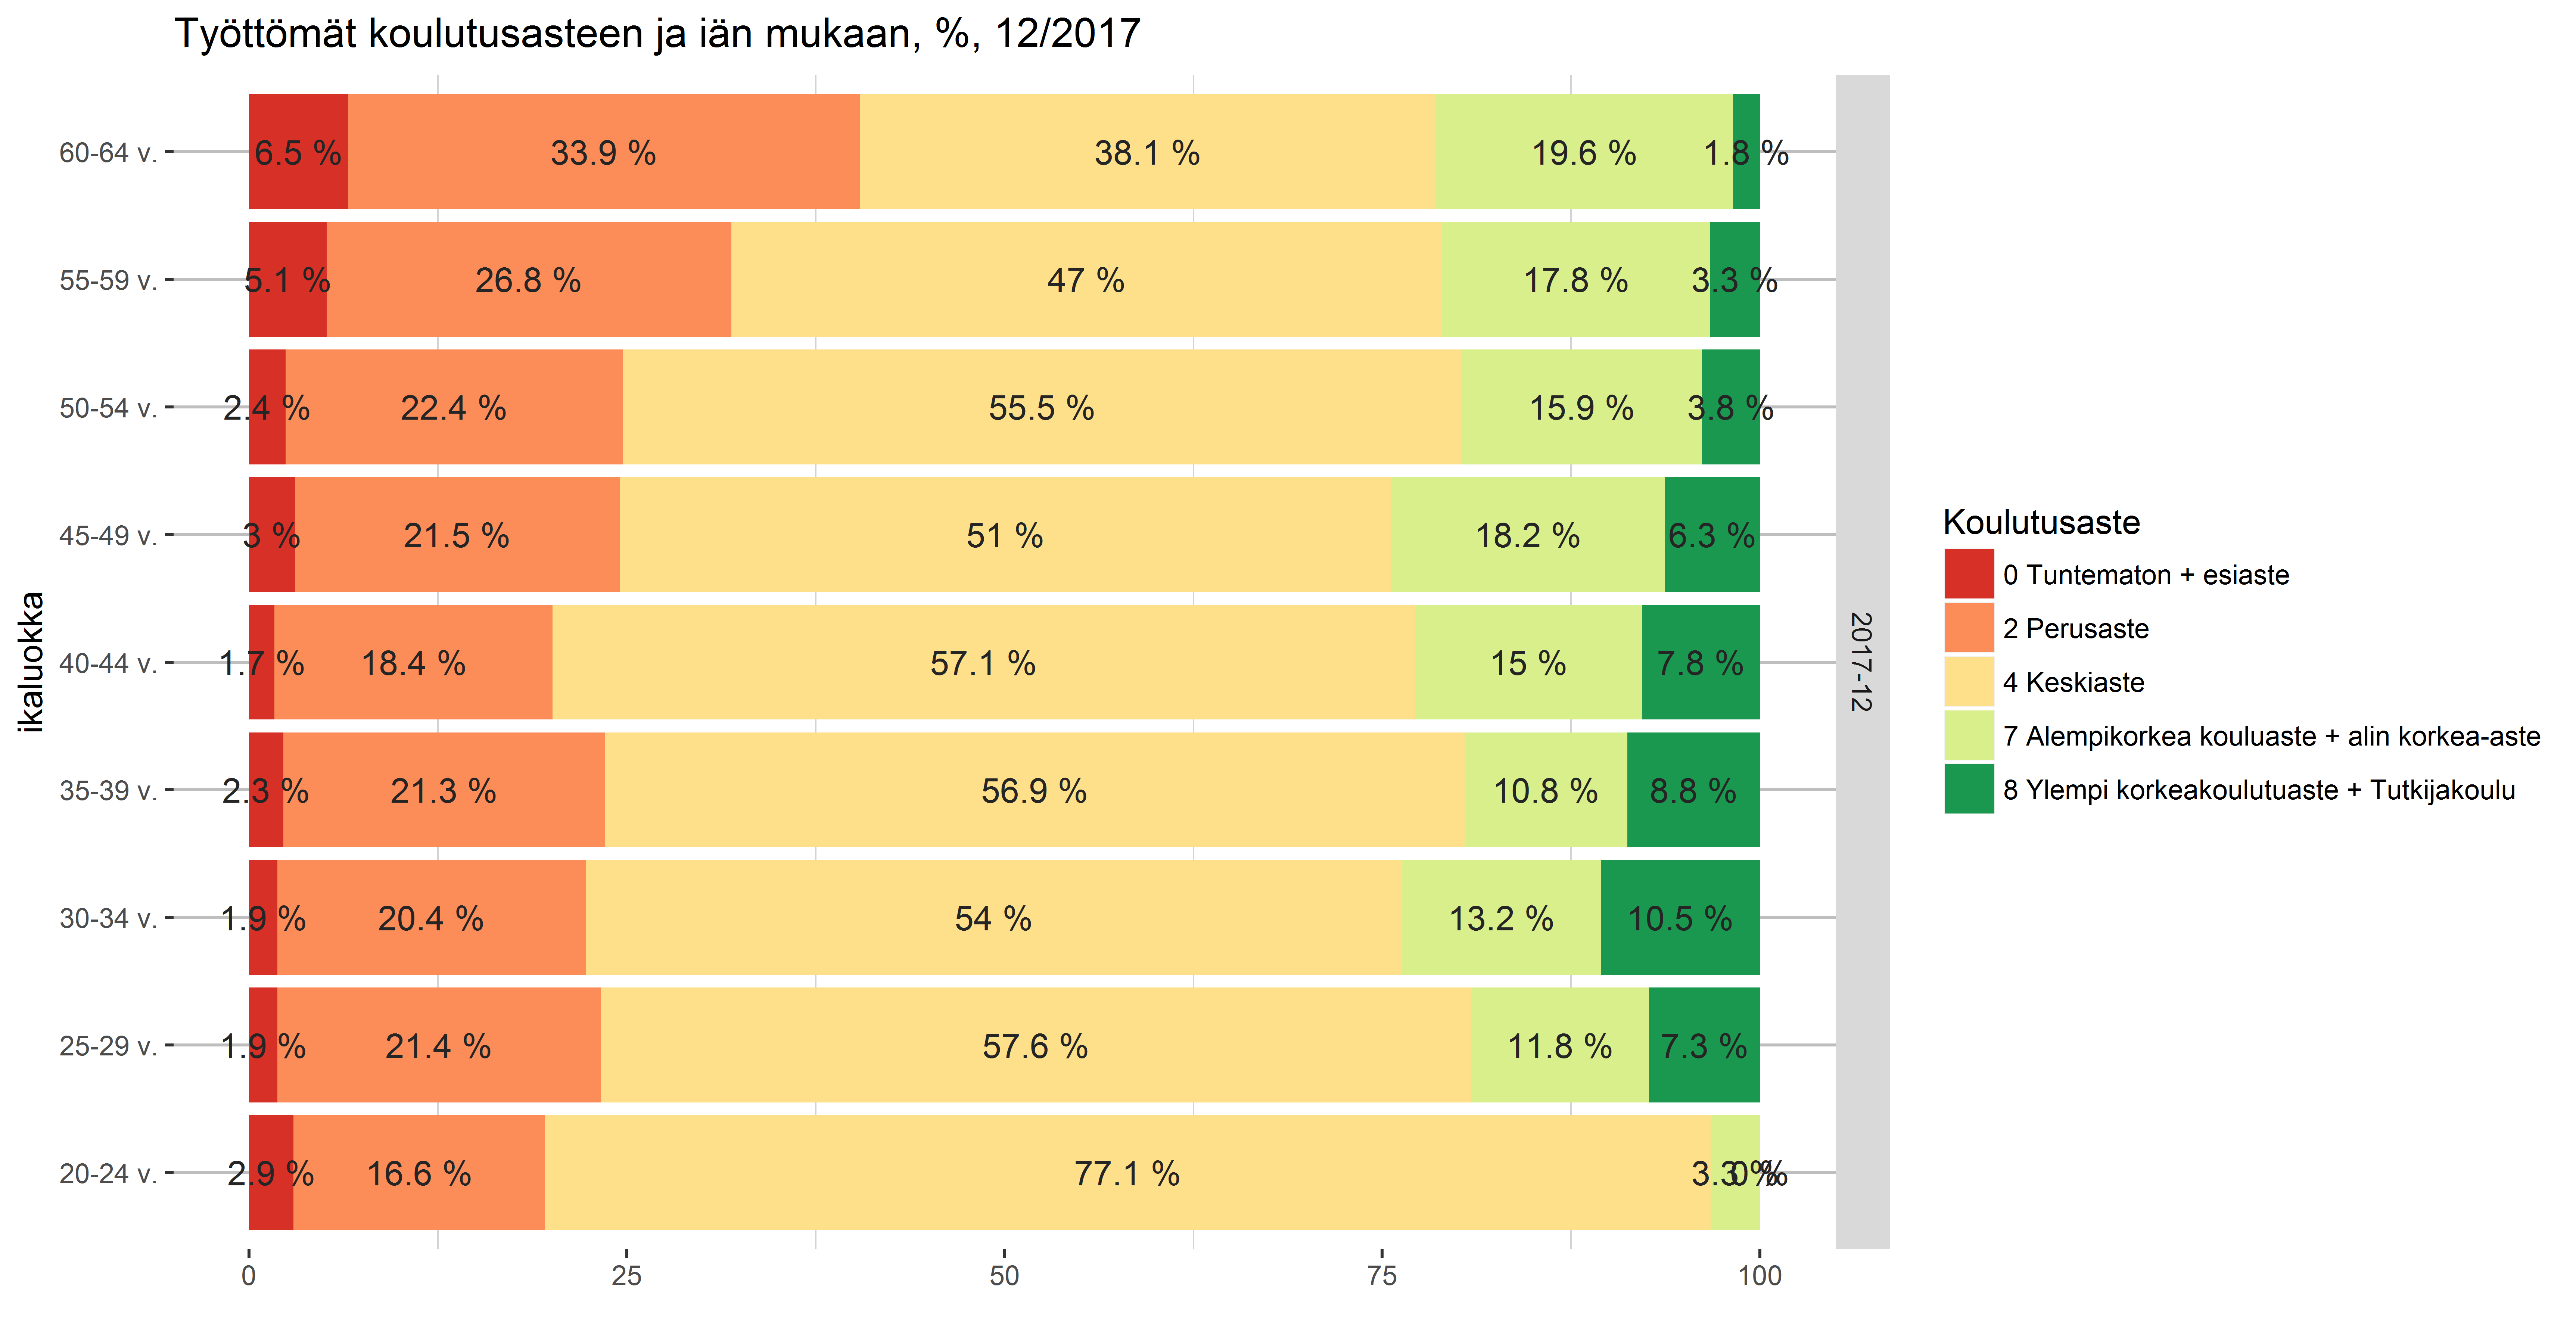 Työttömät koulutusasteen ja iän mukaan, %, 12/2017
60-64 v. 6.5 % 33.9 % 38.1 % 19.6 % 1.8 %
55-59 v. 5.1 % 26.8 % 47 % 17.8 % 3.3 %
50-54 v. 2.4 % 22.4 % 55.5 % 15.9 % 3.8 %
45-49 v. 3 % 21.5 % 51 % 18.2 % 6.3 %
40-44 v. 1.7 % 18.4 % 57.1 % 15 % 7.8 %
35-39 v. 2.3 % 21.3 % 56.9 % 10.8 % 8.8 %
30-34 v. 1.9 % 20.4 % 54 % 13.2 % 10.5 %
25-29 v. 1.9 % 21.4 % 57.6 % 11.8 % 7.3 %
20-24 v. 2.9 % 16.6 % 77.1 % 3.3 % 0 %
0 25 50 75 100
ikaluokka
2017-12
Koulutusaste
0 Tuntematon + esiaste
2 Perusaste
4 Keskiaste
7 Alempikorkea kouluaste + alin korkea-aste
8 Ylempi korkeakoulutuaste + Tutkijakoulu